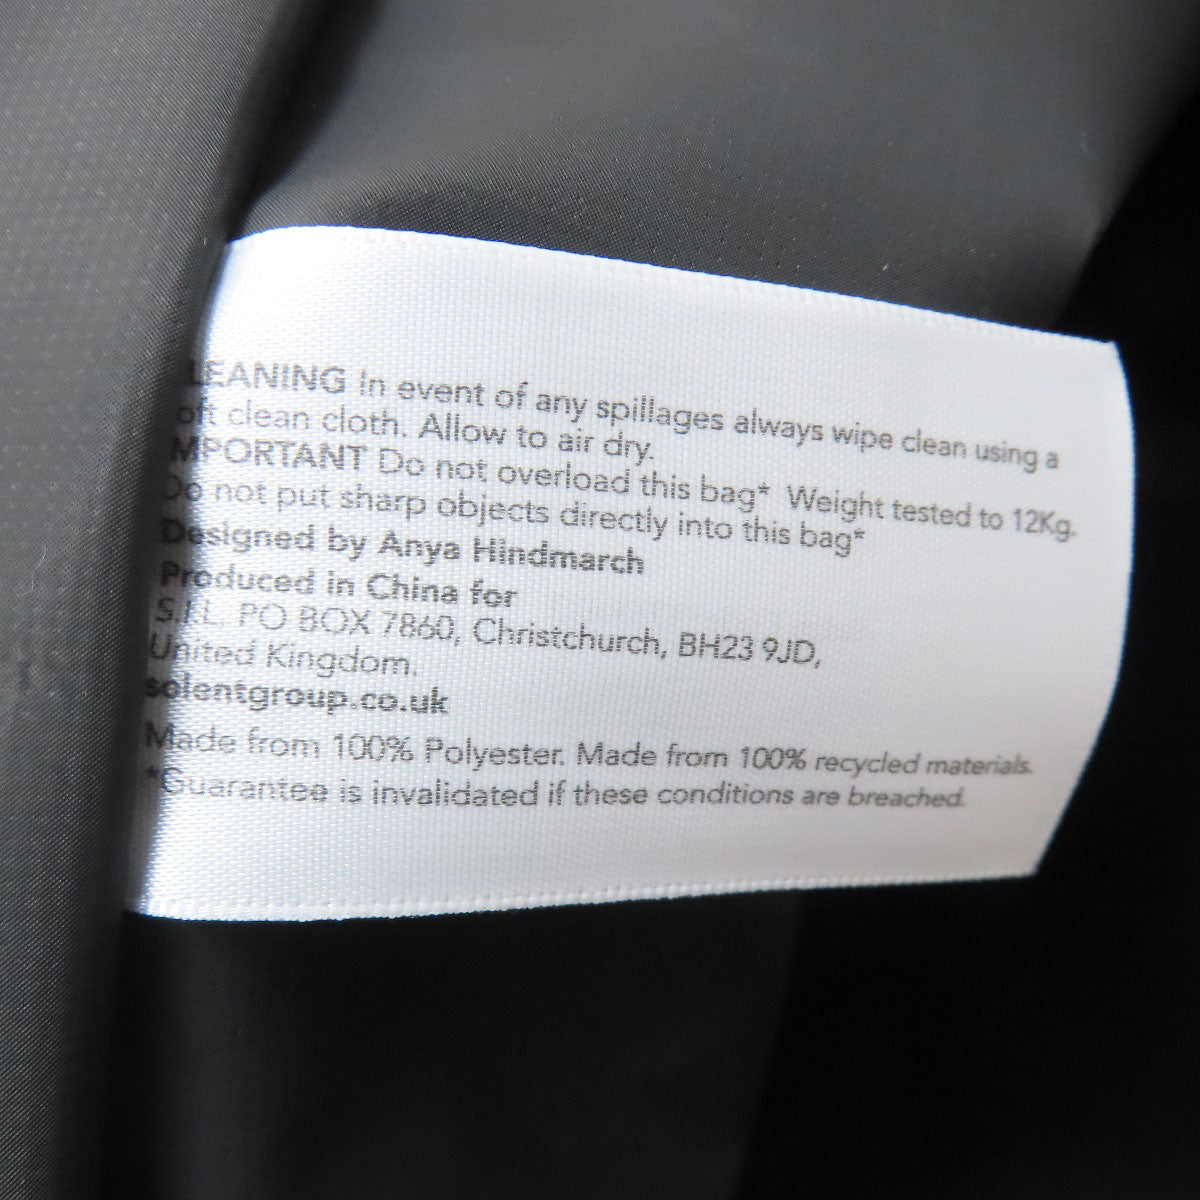 CLEANING In event of any spillages always wipe clean using a
soft clean cloth. Allow to air dry.
IMPORTANT Do not overload this bag* Weight tested to 12Kg.
Do not put sharp objects directly into this bag*
Designed by Anya Hindmarch
Produced in China for
S.I.L. PO BOX 7860, Christchurch, BH23 9JD,
United Kingdom.
solentgroup.co.uk
Made from 100% Polyester. Made from 100% recycled materials.
*Guarantee is invalidated if these conditions are breached.